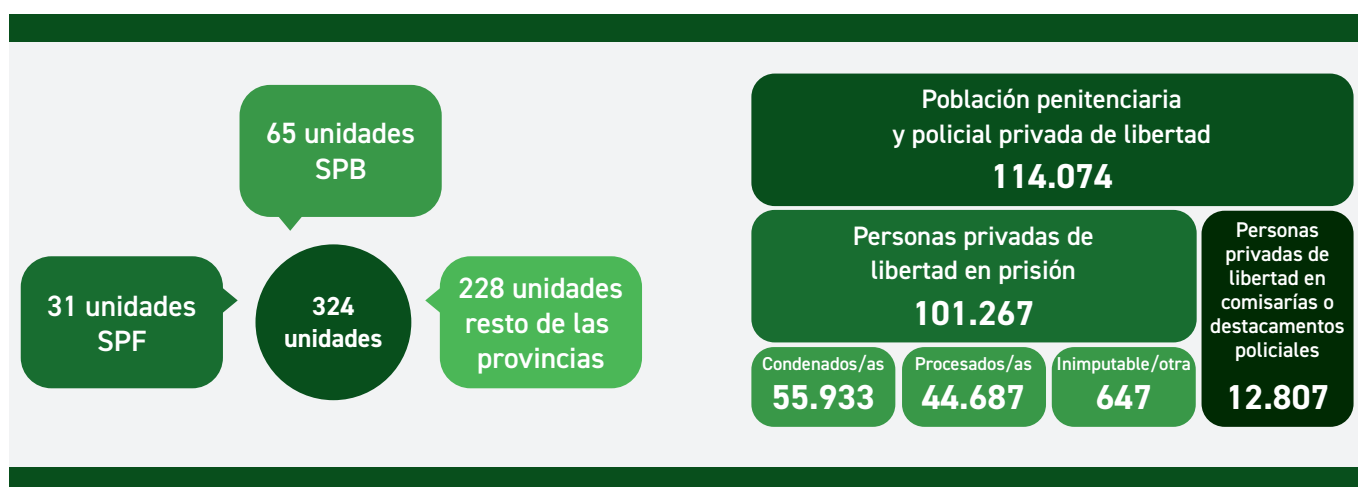 65 unidades
SPB
31 unidades
SPF
324
unidades
228 unidades
resto de las
provincias
Población penitenciaria
y policial privada de libertad
114.074
Personas privadas de
libertad en prisión
101.267
Condenados/as
55.933
Procesados/as
44.687
Inimputable/otra
647
Personas
privadas de
libertad en
comisarías o
destacamentos
policiales
12.807